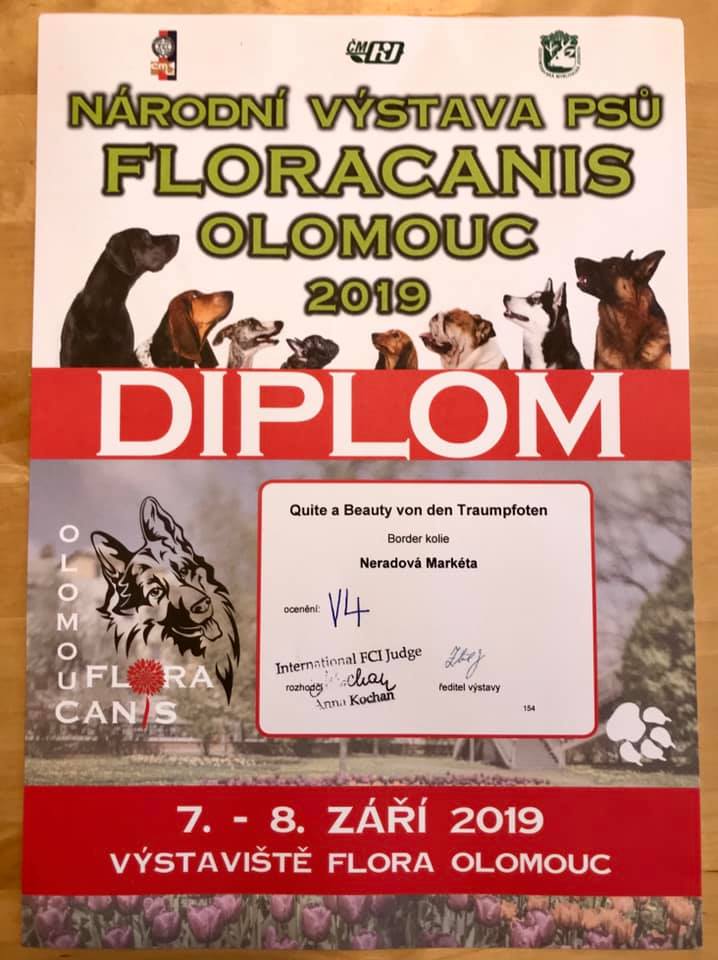 ČMKU
ČMMJ
NÁRODNÍ VÝSTAVA PSŮ
FLORACANIS
OLOMOUC
2019
DIPLOM
Quite a Beauty von den Traumpfoten
Border kolie
Neradová Markéta
ocenění: V4
International FCI Judge
rozhodčí Kochan
Anna Kochan
ředitel výstavy
154
OLOMOUC
FLORA
CANIS
7. - 8. ZÁŘÍ 2019
VÝSTAVIŠTĚ FLORA OLOMOUC